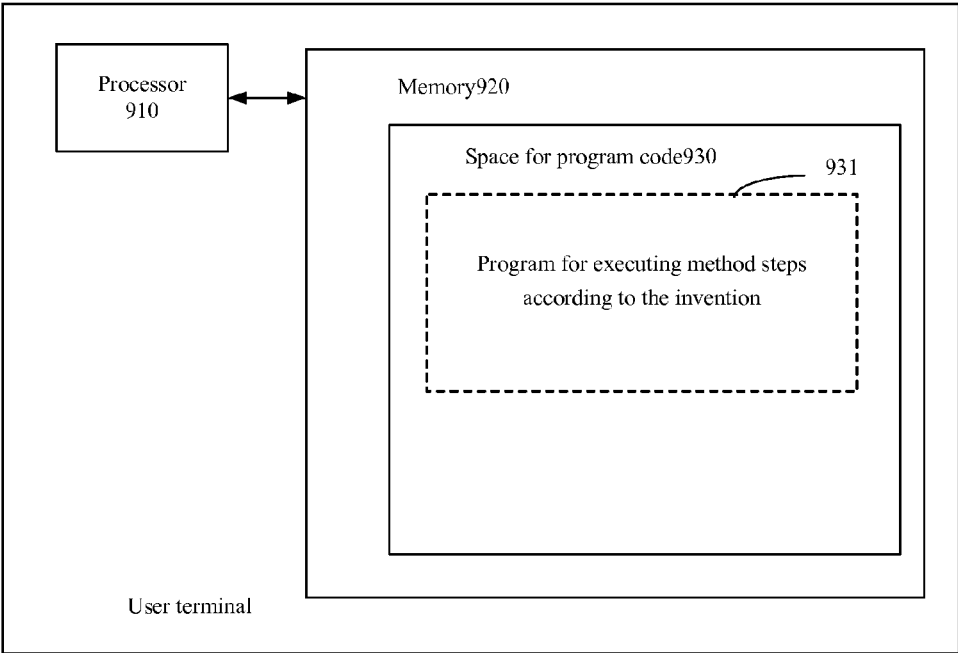 Processor
910
Memory920
Space for program code930
931
Program for executing method steps
according to the invention
User terminal